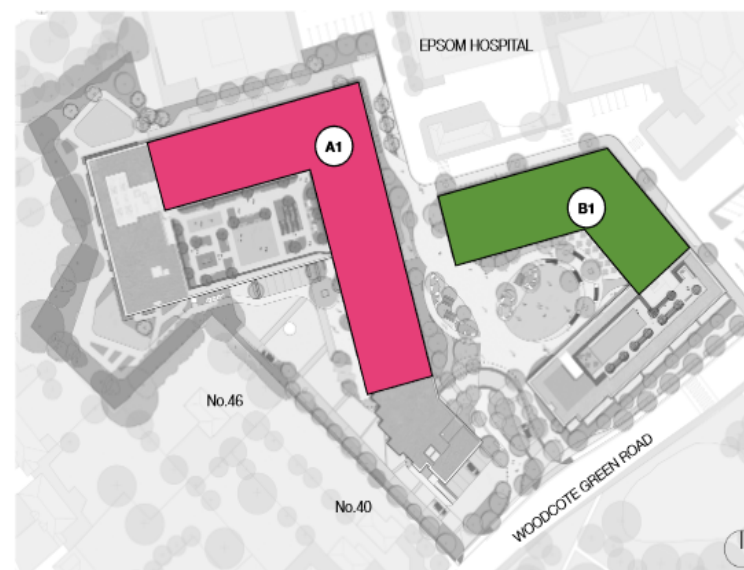 EPSOM HOSPITAL
A1
B1
No.46
No.40
WOODCOTE GREEN ROAD